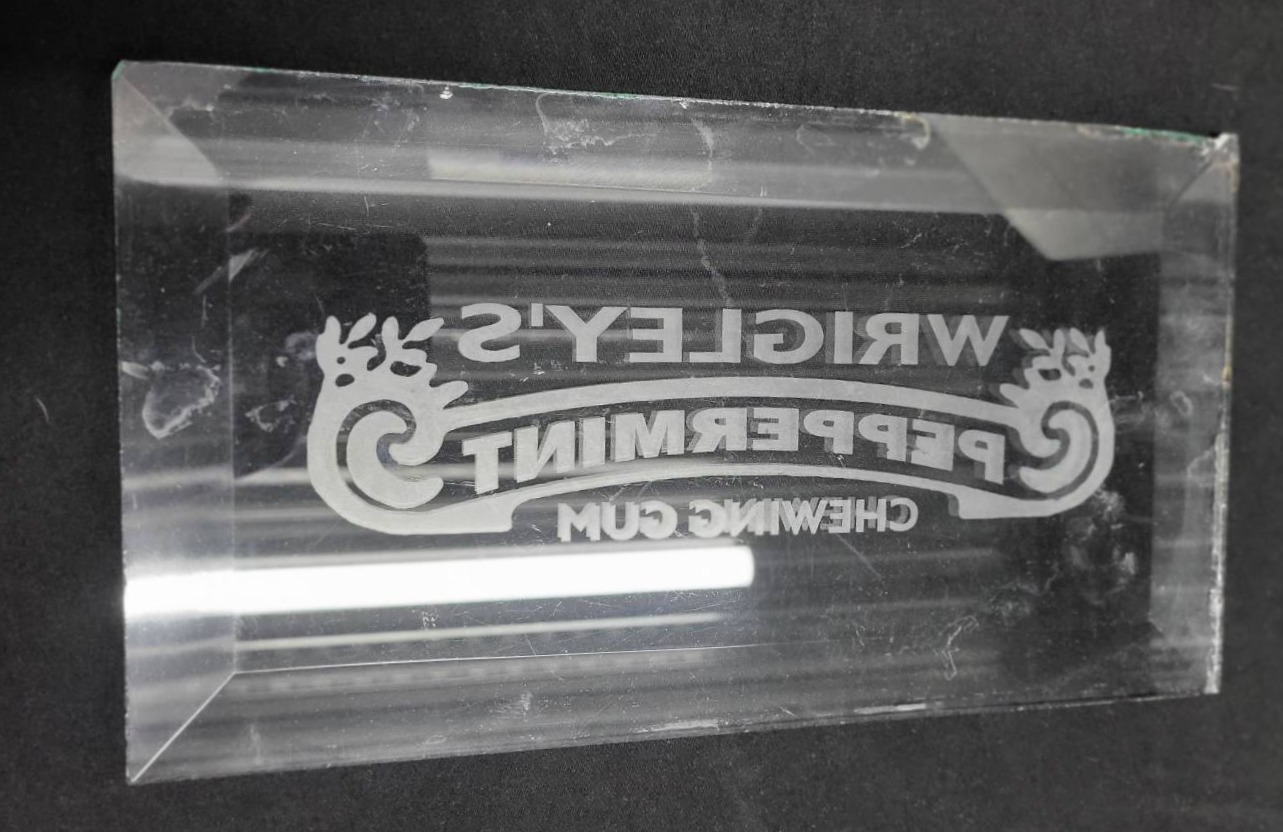 WRIGLEY'S
PEPPERMINT
CHEWING GUM